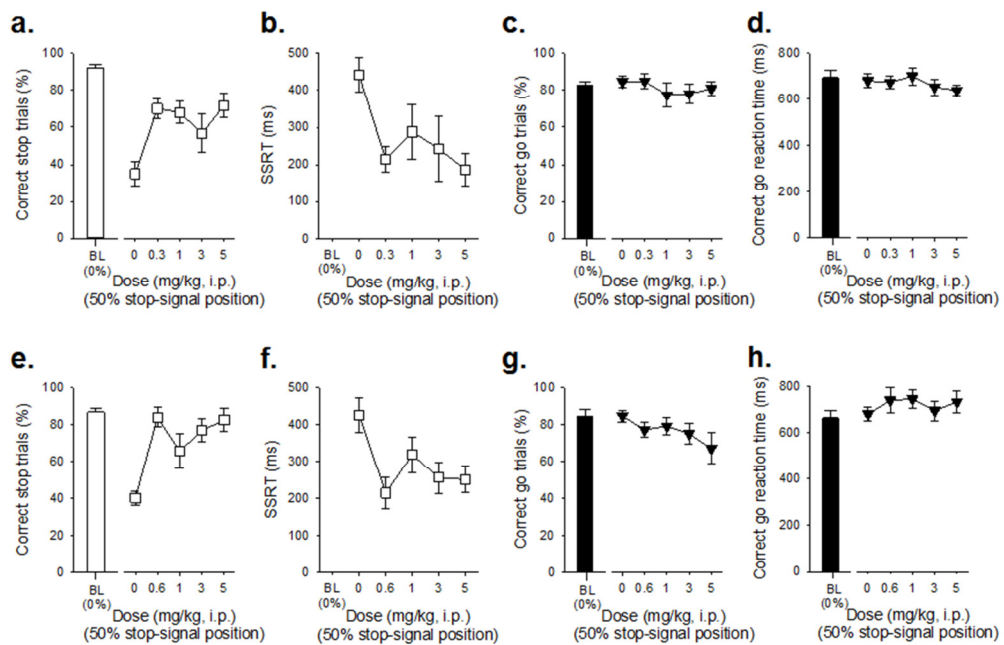 a.
Correct stop trials (%)
100
80
60
40
20
0
BL
(0%)
0 0.3 1 3 5
Dose (mg/kg, i.p.)
(50% stop-signal position)
b.
SSRT (ms)
500
400
300
200
100
0
BL
(0%)
0 0.3 1 3 5
Dose (mg/kg, i.p.)
(50% stop-signal position)
c.
Correct go trials (%)
100
80
60
40
20
0
BL
(0%)
0 0.3 1 3 5
Dose (mg/kg, i.p.)
(50% stop-signal position)
d.
Correct go reaction time (ms)
800
600
400
200
0
BL
(0%)
0 0.3 1 3 5
Dose (mg/kg, i.p.)
(50% stop-signal position)
e.
Correct stop trials (%)
100
80
60
40
20
0
BL
(0%)
0 0.6 1 3 5
Dose (mg/kg, i.p.)
(50% stop-signal position)
f.
SSRT (ms)
500
400
300
200
100
0
BL
(0%)
0 0.6 1 3 5
Dose (mg/kg, i.p.)
(50% stop-signal position)
g.
Correct go trials (%)
100
80
60
40
20
0
BL
(0%)
0 0.6 1 3 5
Dose (mg/kg, i.p.)
(50% stop-signal position)
h.
Correct go reaction time (ms)
800
600
400
200
0
BL
(0%)
0 0.6 1 3 5
Dose (mg/kg, i.p.)
(50% stop-signal position)